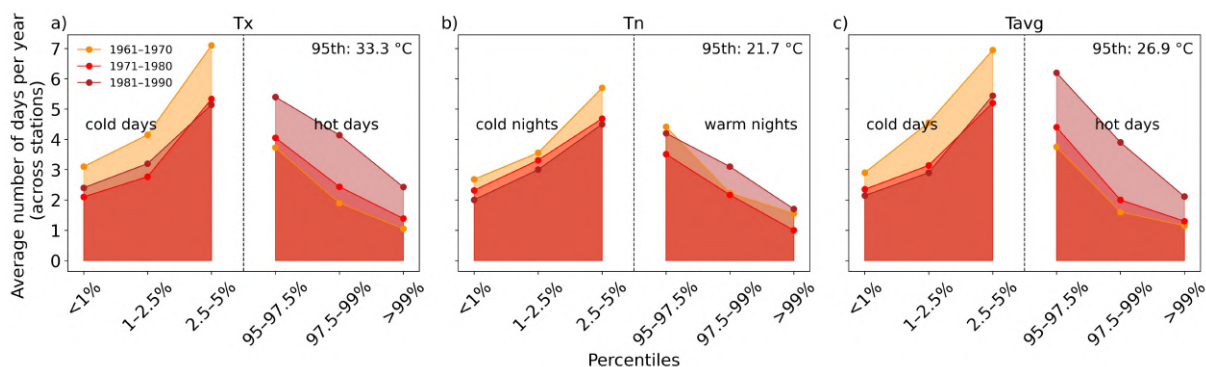 a) Tx
b) Tn
c) Tavg
Average number of days per year
(across stations)
7
6
5
4
3
2
1
0
1961–1970
1971–1980
1981–1990
95th: 33.3 °C
cold days
hot days
<1%
1–2.5%
2.5–5%
95–97.5%
97.5–99%
>99%
95th: 21.7 °C
cold nights
warm nights
<1%
1–2.5%
2.5–5%
95–97.5%
97.5–99%
>99%
95th: 26.9 °C
cold days
hot days
<1%
1–2.5%
2.5–5%
95–97.5%
97.5–99%
>99%
Percentiles